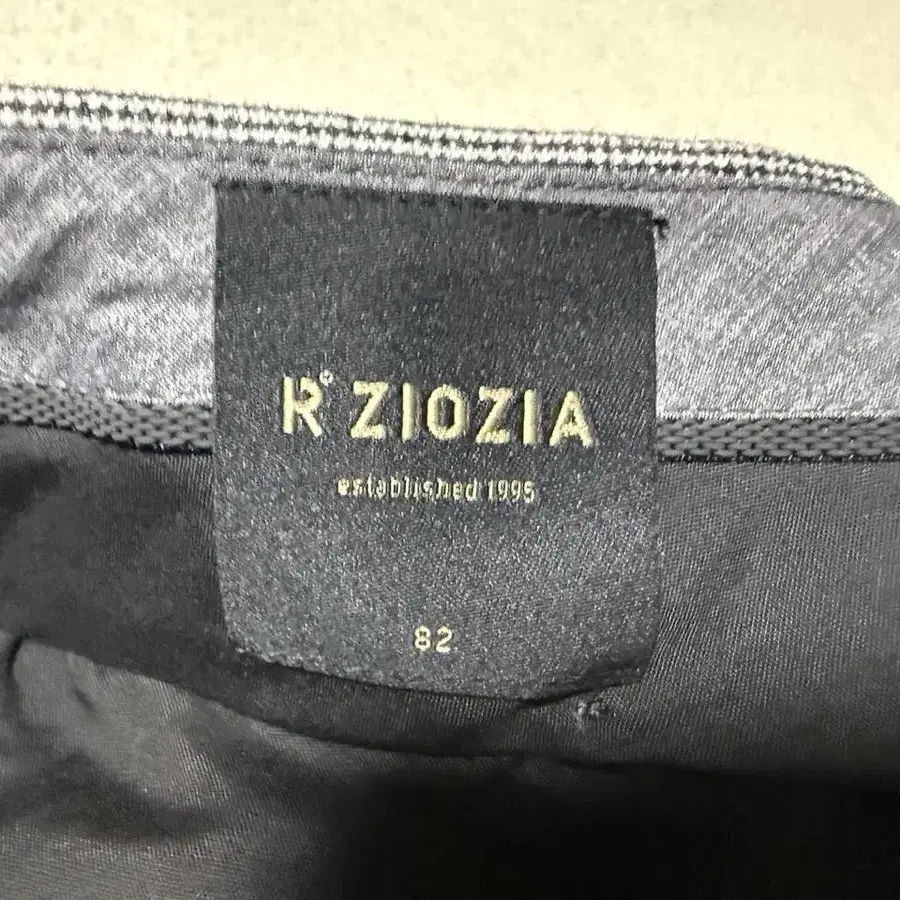 R° ZIOZIA
established 1995
82